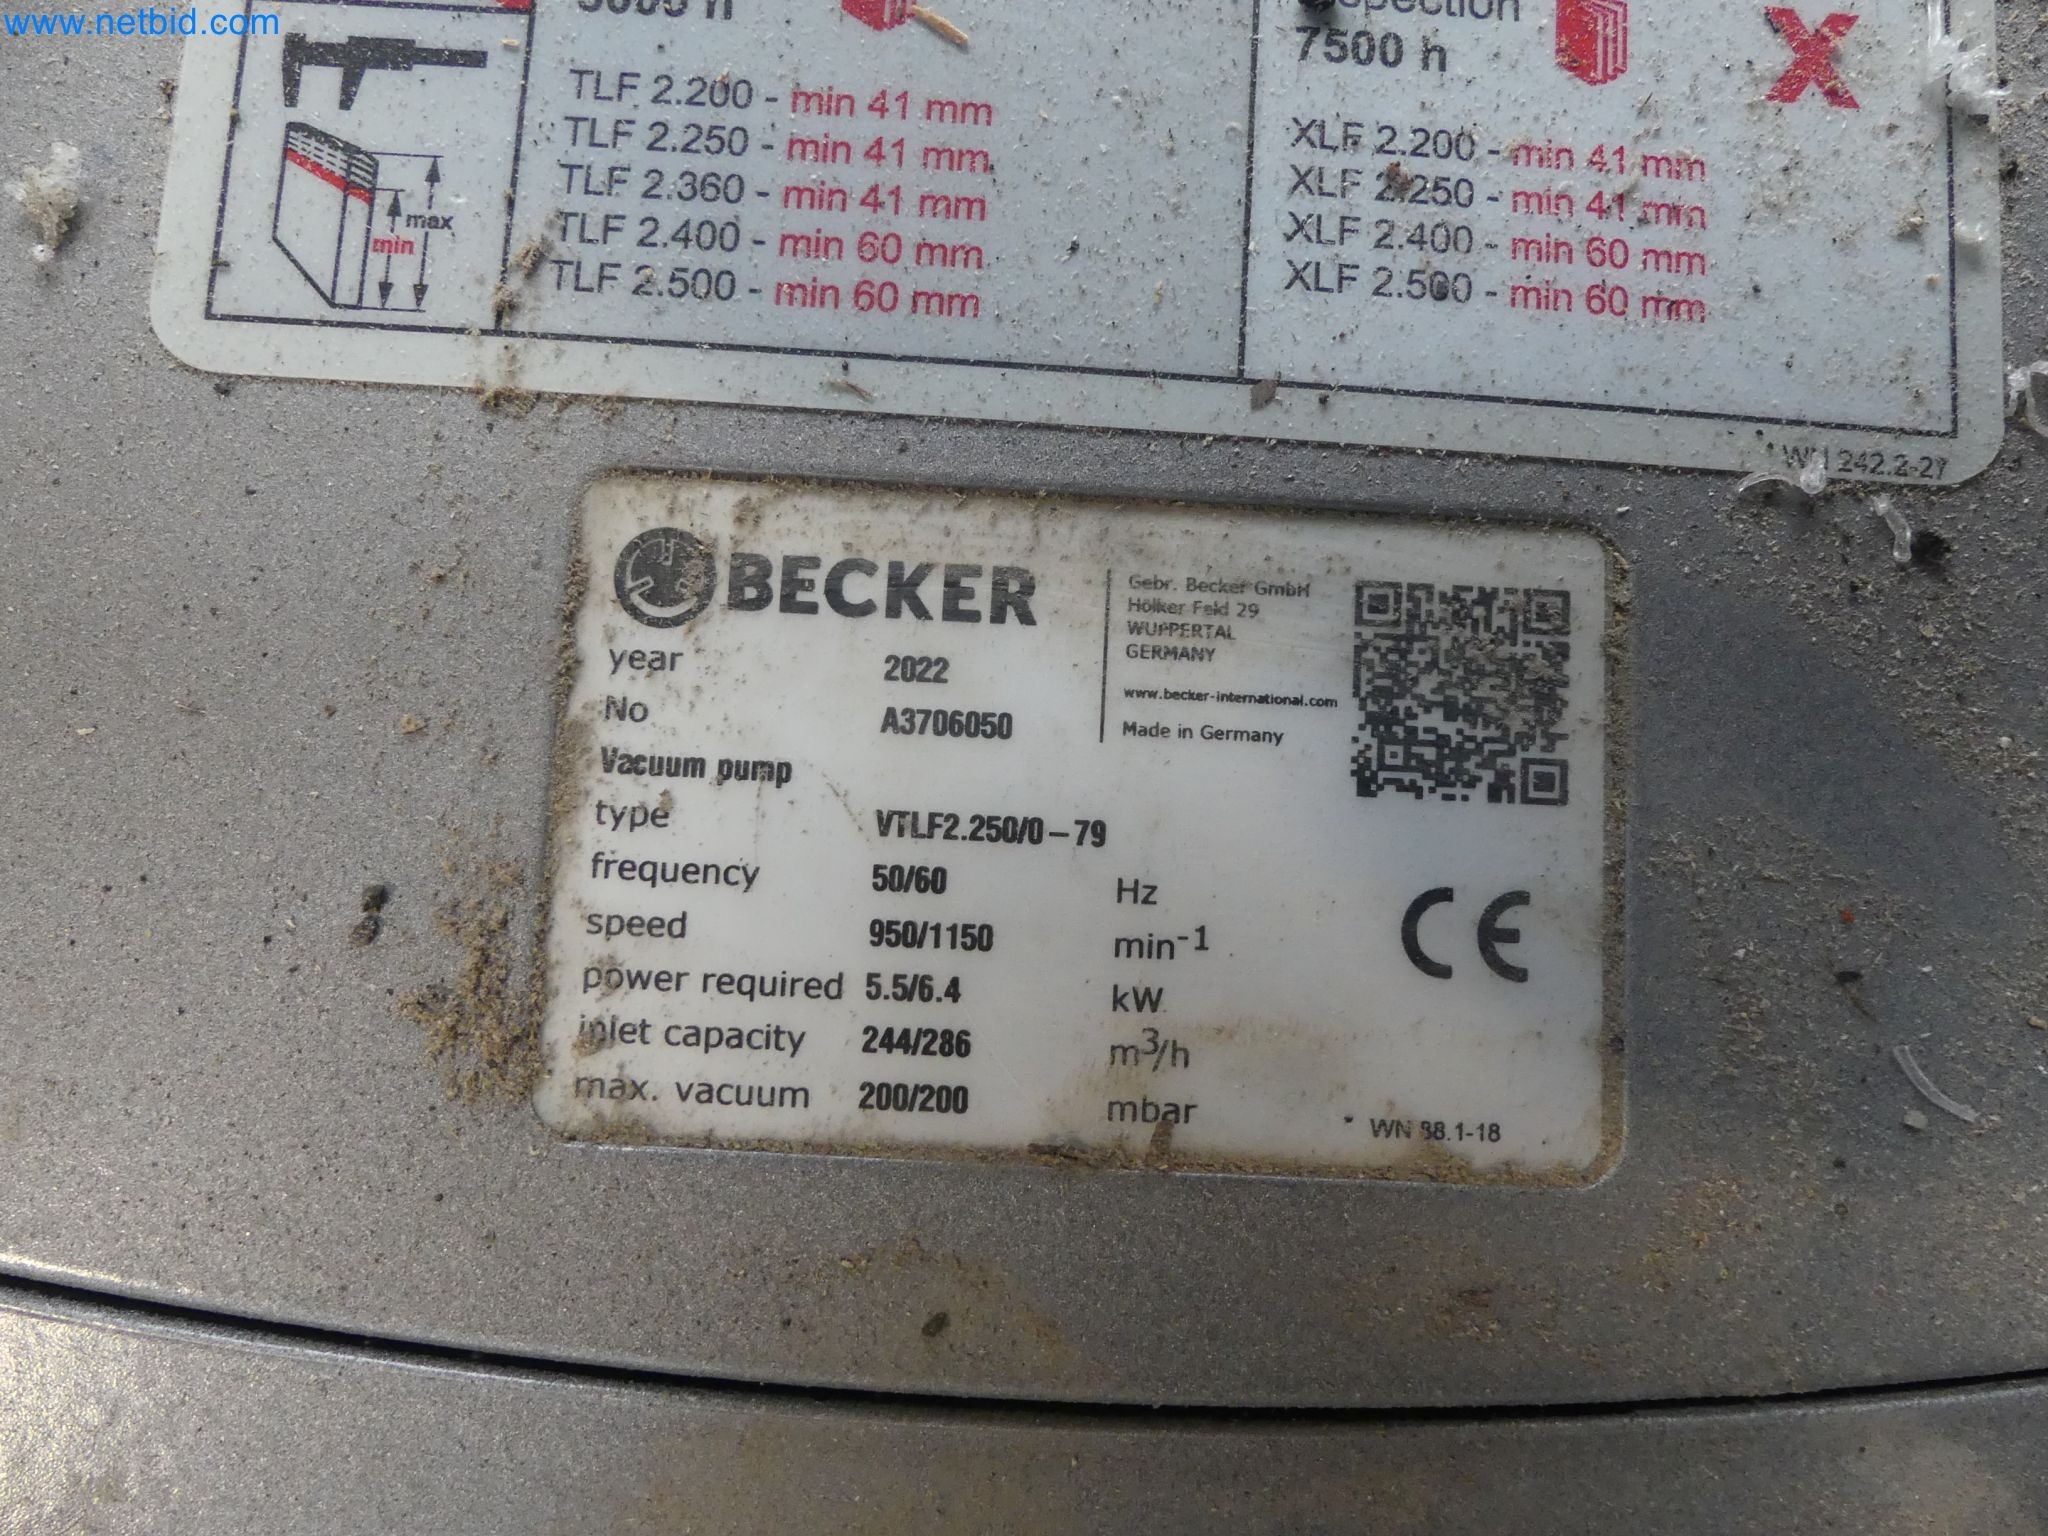 www.netbid.com
7500 h
TLF 2.200 - min 41 mm
TLF 2.250 - min 41 mm
TLF 2.360 - min 41 mm
TLF 2.400 - min 60 mm
TLF 2.500 - min 60 mm
max
min
XLF 2.200 - min 41 mm
XLF 2.250 - min 41 mm
XLF 2.400 - min 60 mm
XLF 2.500 - min 60 mm
WN 242.2-27
BECKER
Gebr. Becker GmbH
Hölker Feld 29
WUPPERTAL
GERMANY
www.becker-international.com
Made in Germany
year 2022
No A3706050
Vacuum pump
type VTLF2.250/0-79
frequency 50/60 Hz
speed 950/1150 min-1
power required 5.5/6.4 kW
inlet capacity 244/286 m3/h
max. vacuum 200/200 mbar
CE
WN 88.1-18